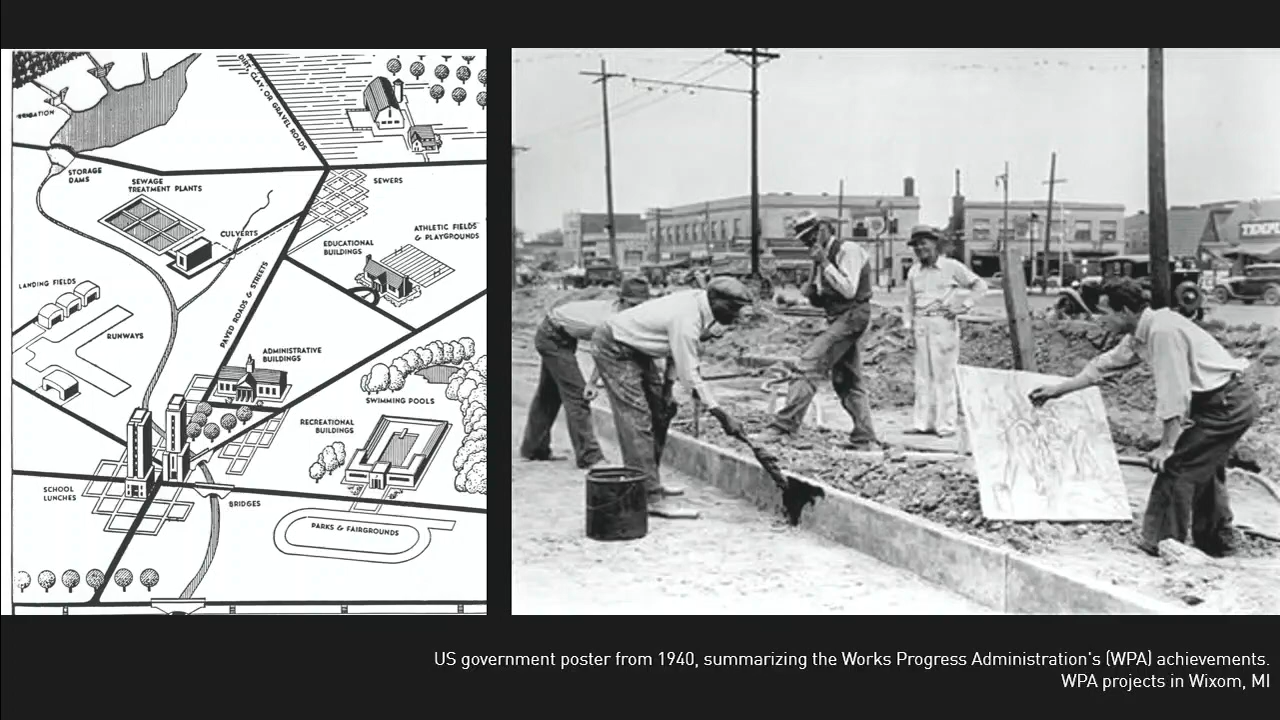 IRRIGATION
DIRT, CLAY, OR GRAVEL ROADS
STORAGE
DAMS
SEWAGE
TREATMENT PLANTS
SEWERS
CULVERTS
EDUCATIONAL
BUILDINGS
ATHLETIC FIELDS
& PLAYGROUNDS
LANDING FIELDS
RUNWAYS
PAVED ROADS & STREETS
ADMINISTRATIVE
BUILDINGS
SWIMMING POOLS
RECREATIONAL
BUILDINGS
SCHOOL
LUNCHES
BRIDGES
PARKS & FAIRGROUNDS
US government poster from 1940, summarizing the Works Progress Administration's (WPA) achievements.
WPA projects in Wixom, MI